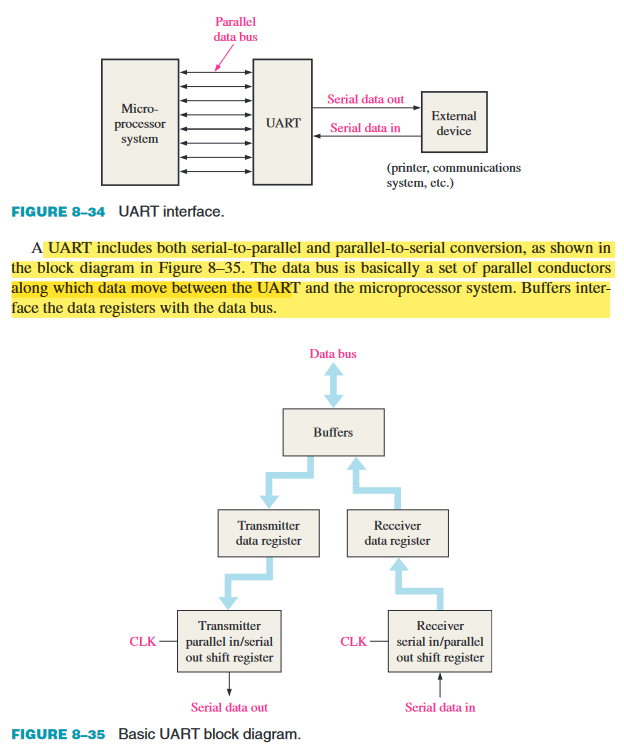 Parallel
data bus
Micro-
processor
system
UART
Serial data out
Serial data in
External
device
(printer, communications
system, etc.)
FIGURE 8–34 UART interface.
A UART includes both serial-to-parallel and parallel-to-serial conversion, as shown in
the block diagram in Figure 8–35. The data bus is basically a set of parallel conductors
along which data move between the UART and the microprocessor system. Buffers inter-
face the data registers with the data bus.
Data bus
Buffers
Transmitter
data register
Receiver
data register
CLK
Transmitter
parallel in/serial
out shift register
CLK
Receiver
serial in/parallel
out shift register
Serial data out
Serial data in
FIGURE 8–35 Basic UART block diagram.